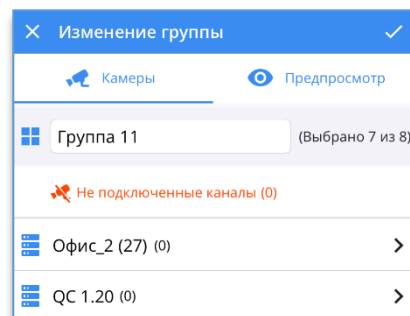 Изменение группы
Камеры Предпросмотр
Группа 11 (Выбрано 7 из 8)
Не подключенные каналы (0)
Офис_2 (27) (0)
QC 1.20 (0)